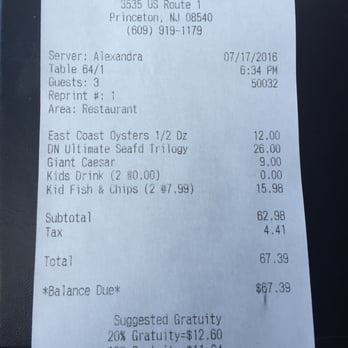 3535 US Route 1
Princeton, NJ 08540
(609) 919-1179
Server: Alexandra 07/17/2016
Table 64/1 6:34 PM
Guests: 3 50032
Reprint #: 1
Area: Restaurant
East Coast Oysters 1/2 Dz 12.00
DN Ultimate Seafd Trilogy 26.00
Giant Caesar 9.00
Kids Drink (2 @0.00) 0.00
Kid Fish & Chips (2 @7.99) 15.98
Subtotal 62.98
Tax 4.41
Total 67.39
*Balance Due* $67.39
Suggested Gratuity
20% Gratuity=$12.60